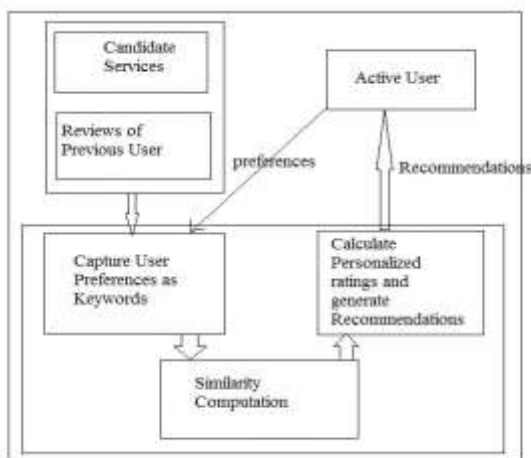 Candidate
Services
Reviews of
Previous User
Active User
preferences
Recommendations
Capture User
Preferences as
Keywords
Calculate
Personalized
ratings and
generate
Recommendations
Similarity
Computation